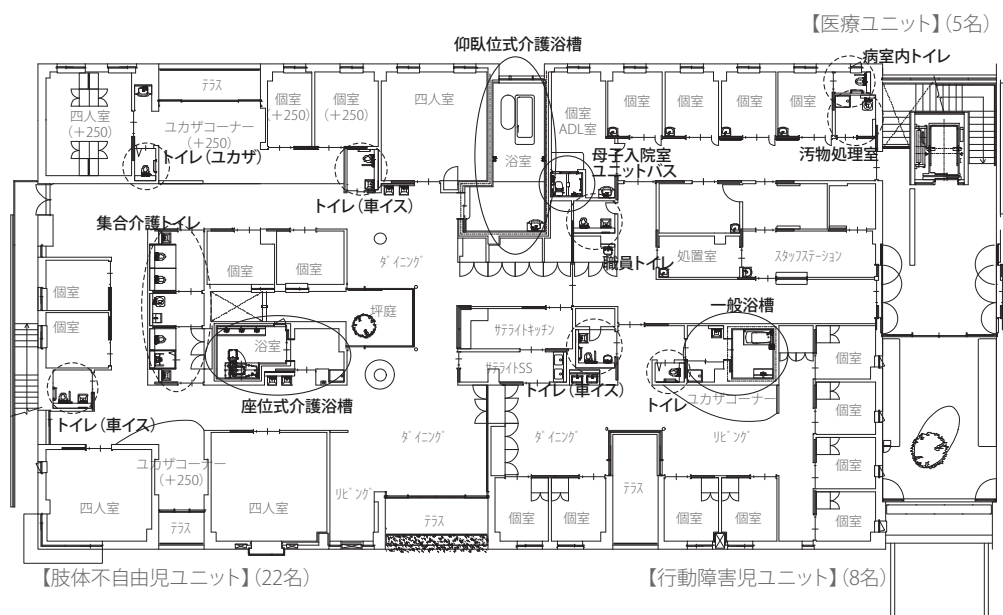 【医療ユニット】(5名)
仰臥位式介護浴槽
病室内トイレ
テラス
四人室
(+250)
ユカザコーナー
(+250)
個室
(+250)
個室
(+250)
四人室
浴室
個室
ADL室
個室
個室
個室
個室
トイレ(ユカザ)
トイレ(車イス)
母子入院室
ユニットバス
汚物処理室
集合介護トイレ
個室
個室
ダイニング
職員トイレ
処置室
スタッフステーション
個室
個室
坪庭
浴室
サテライトキッチン
サテライトSS
一般浴槽
個室
トイレ(車イス)
座位式介護浴槽
トイレ(車イス)
トイレ
ユカザコーナー
個室
ダイニング
ダイニング
リビング
個室
ユカザコーナー
(+250)
四人室
四人室
リビング
テラス
テラス
テラス
個室
個室
個室
個室
個室
【肢体不自由児ユニット】(22名)
【行動障害児ユニット】(8名)